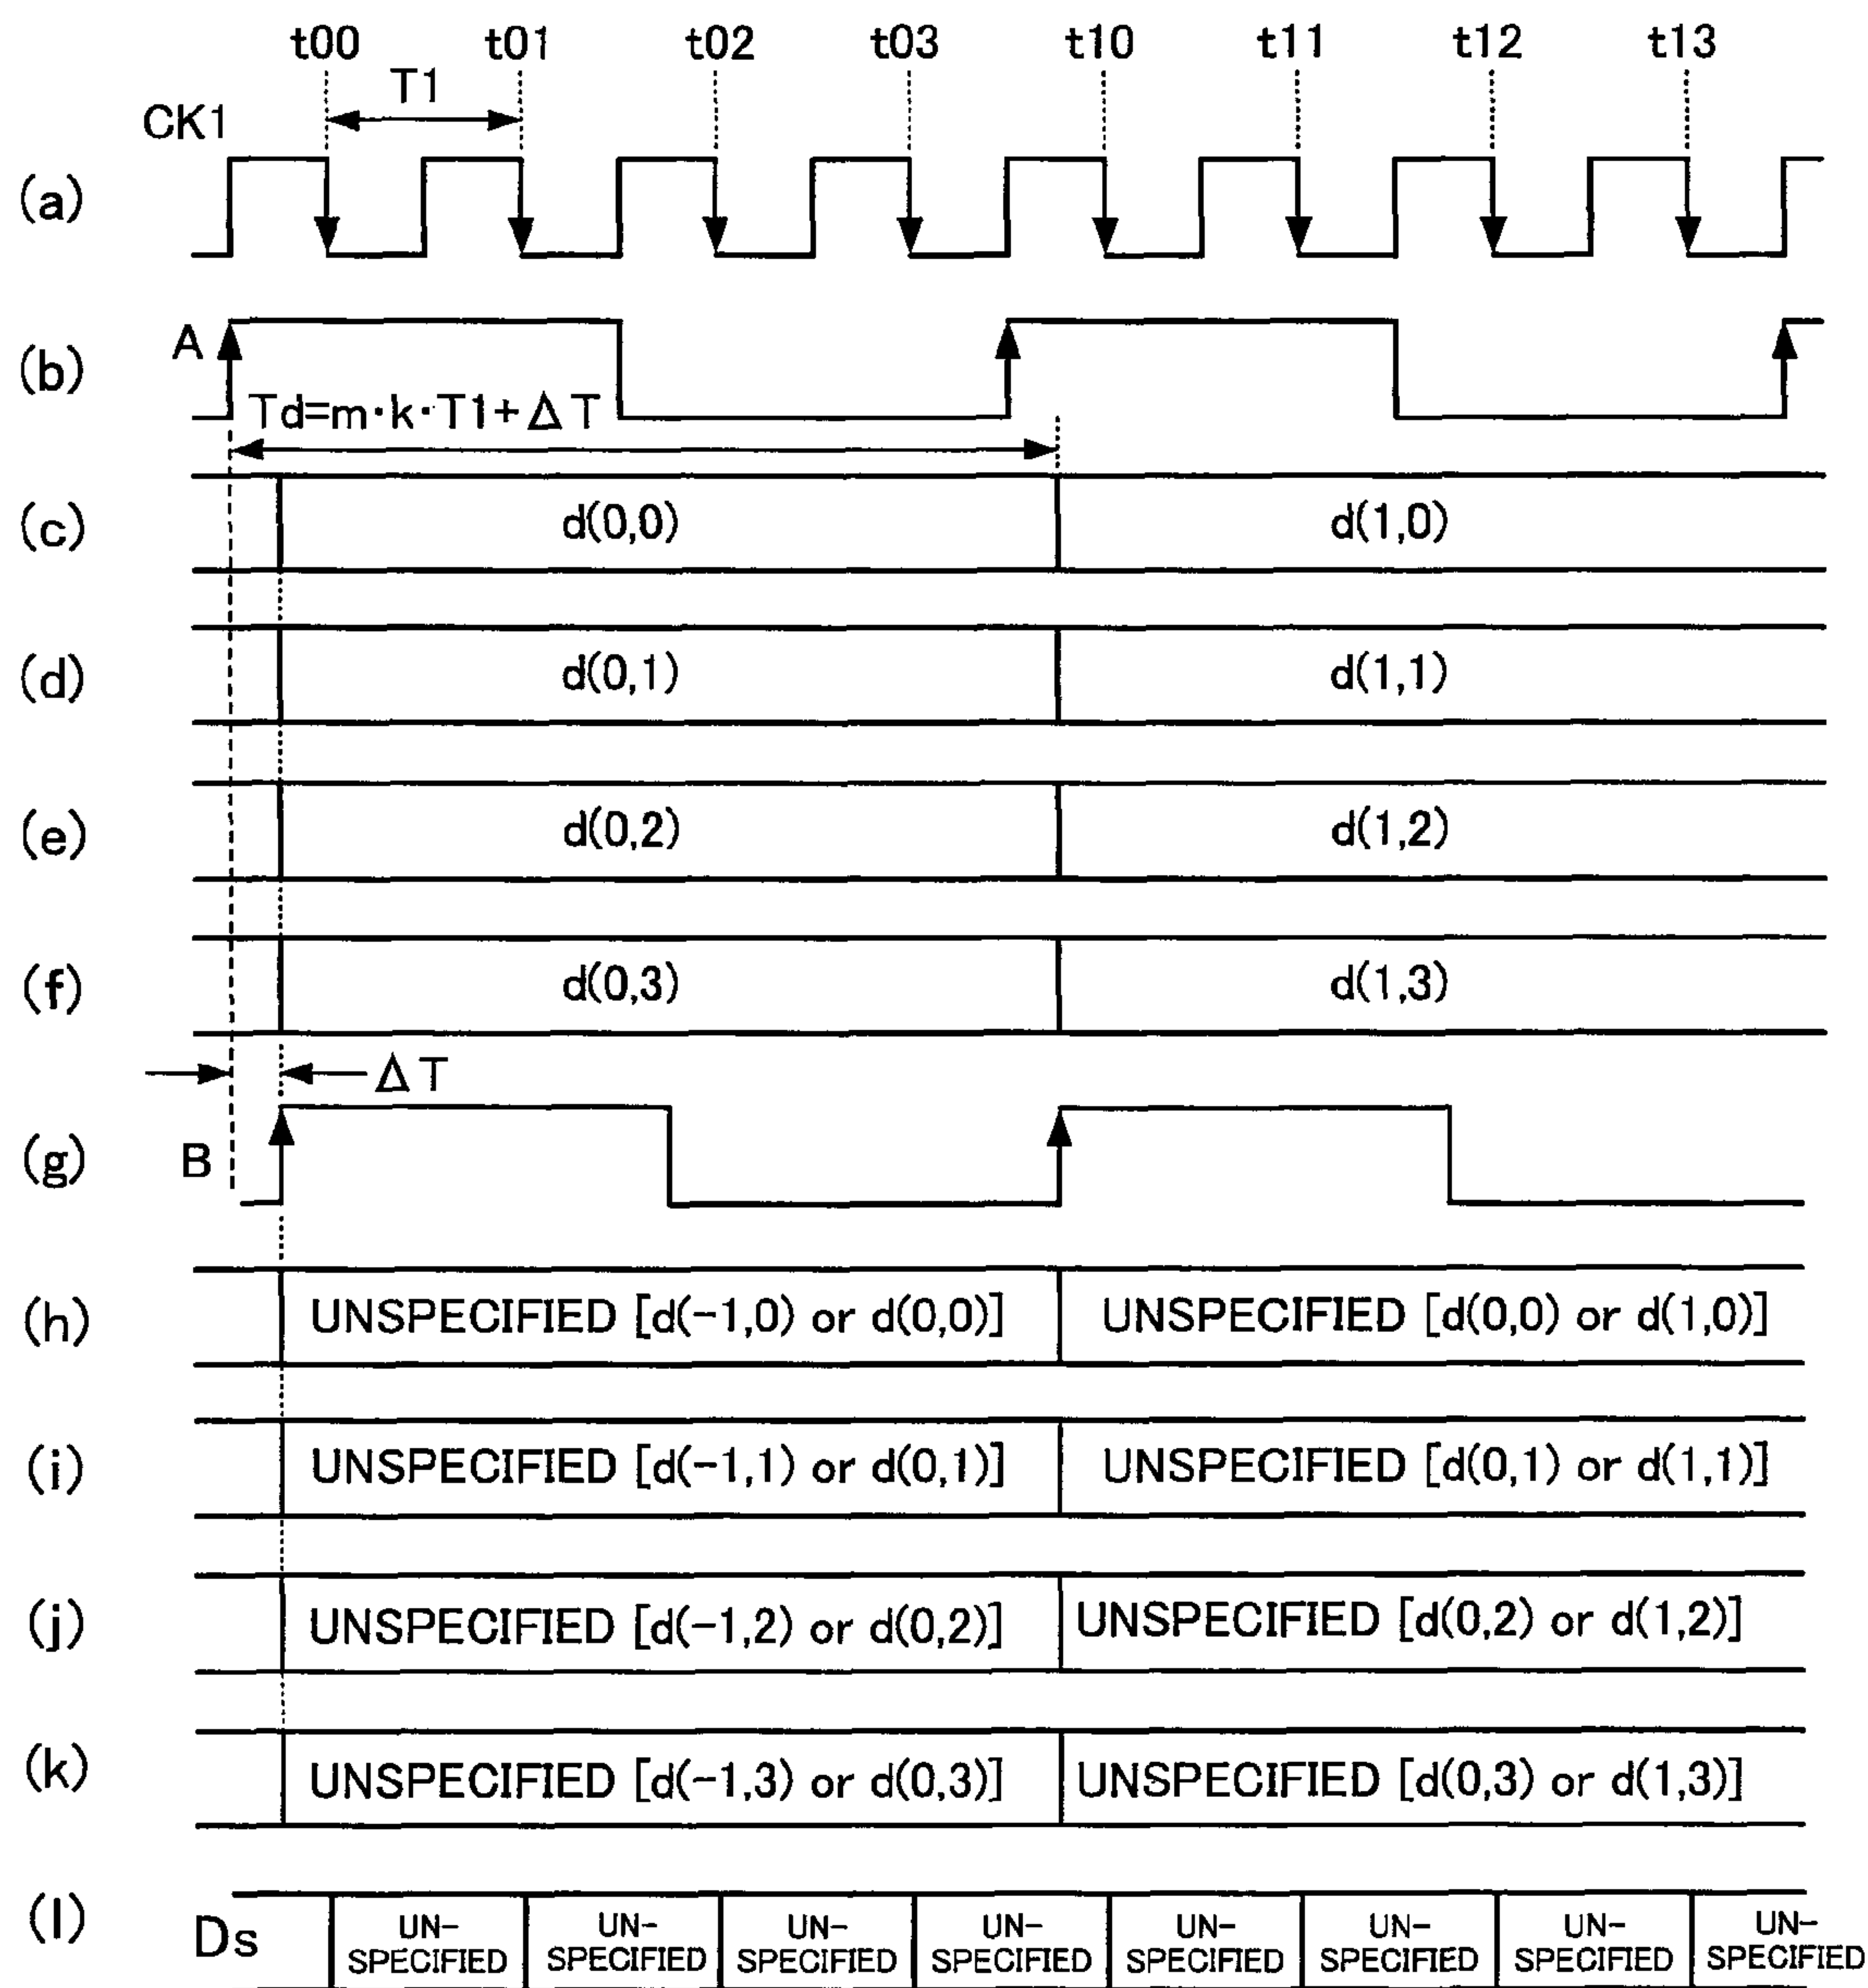 t00 t01 t02 t03 t10 t11 t12 t13
T1
CK1
(a)
A
(b)
Td=m·k·T1+ΔT
(c) d(0,0) d(1,0)
(d) d(0,1) d(1,1)
(e) d(0,2) d(1,2)
(f) d(0,3) d(1,3)
ΔT
(g) B
(h) UNSPECIFIED [d(-1,0) or d(0,0)] UNSPECIFIED [d(0,0) or d(1,0)]
(i) UNSPECIFIED [d(-1,1) or d(0,1)] UNSPECIFIED [d(0,1) or d(1,1)]
(j) UNSPECIFIED [d(-1,2) or d(0,2)] UNSPECIFIED [d(0,2) or d(1,2)]
(k) UNSPECIFIED [d(-1,3) or d(0,3)] UNSPECIFIED [d(0,3) or d(1,3)]
(l) Ds UN- UN- UN- UN- UN- UN- UN- UN-
SPECIFIED SPECIFIED SPECIFIED SPECIFIED SPECIFIED SPECIFIED SPECIFIED SPECIFIED